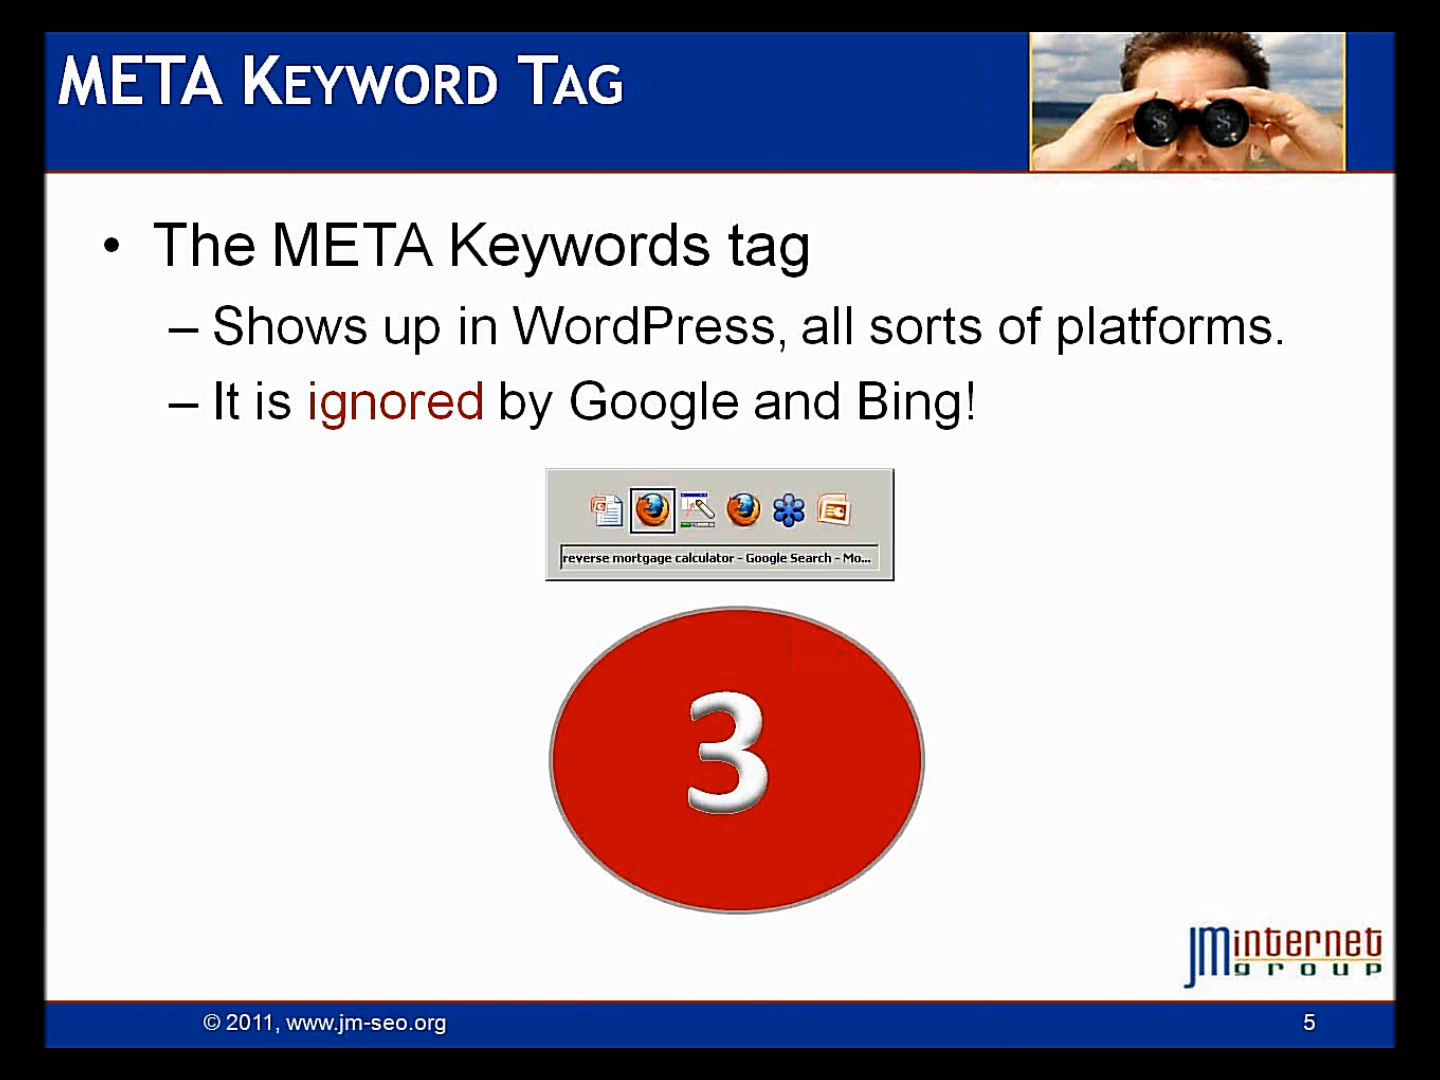 META KEYWORD TAG
• The META Keywords tag
– Shows up in WordPress, all sorts of platforms.
– It is ignored by Google and Bing!
reverse mortgage calculator - Google Search - Mo...
3
JMinternet
group
© 2011, www.jm-seo.org
5